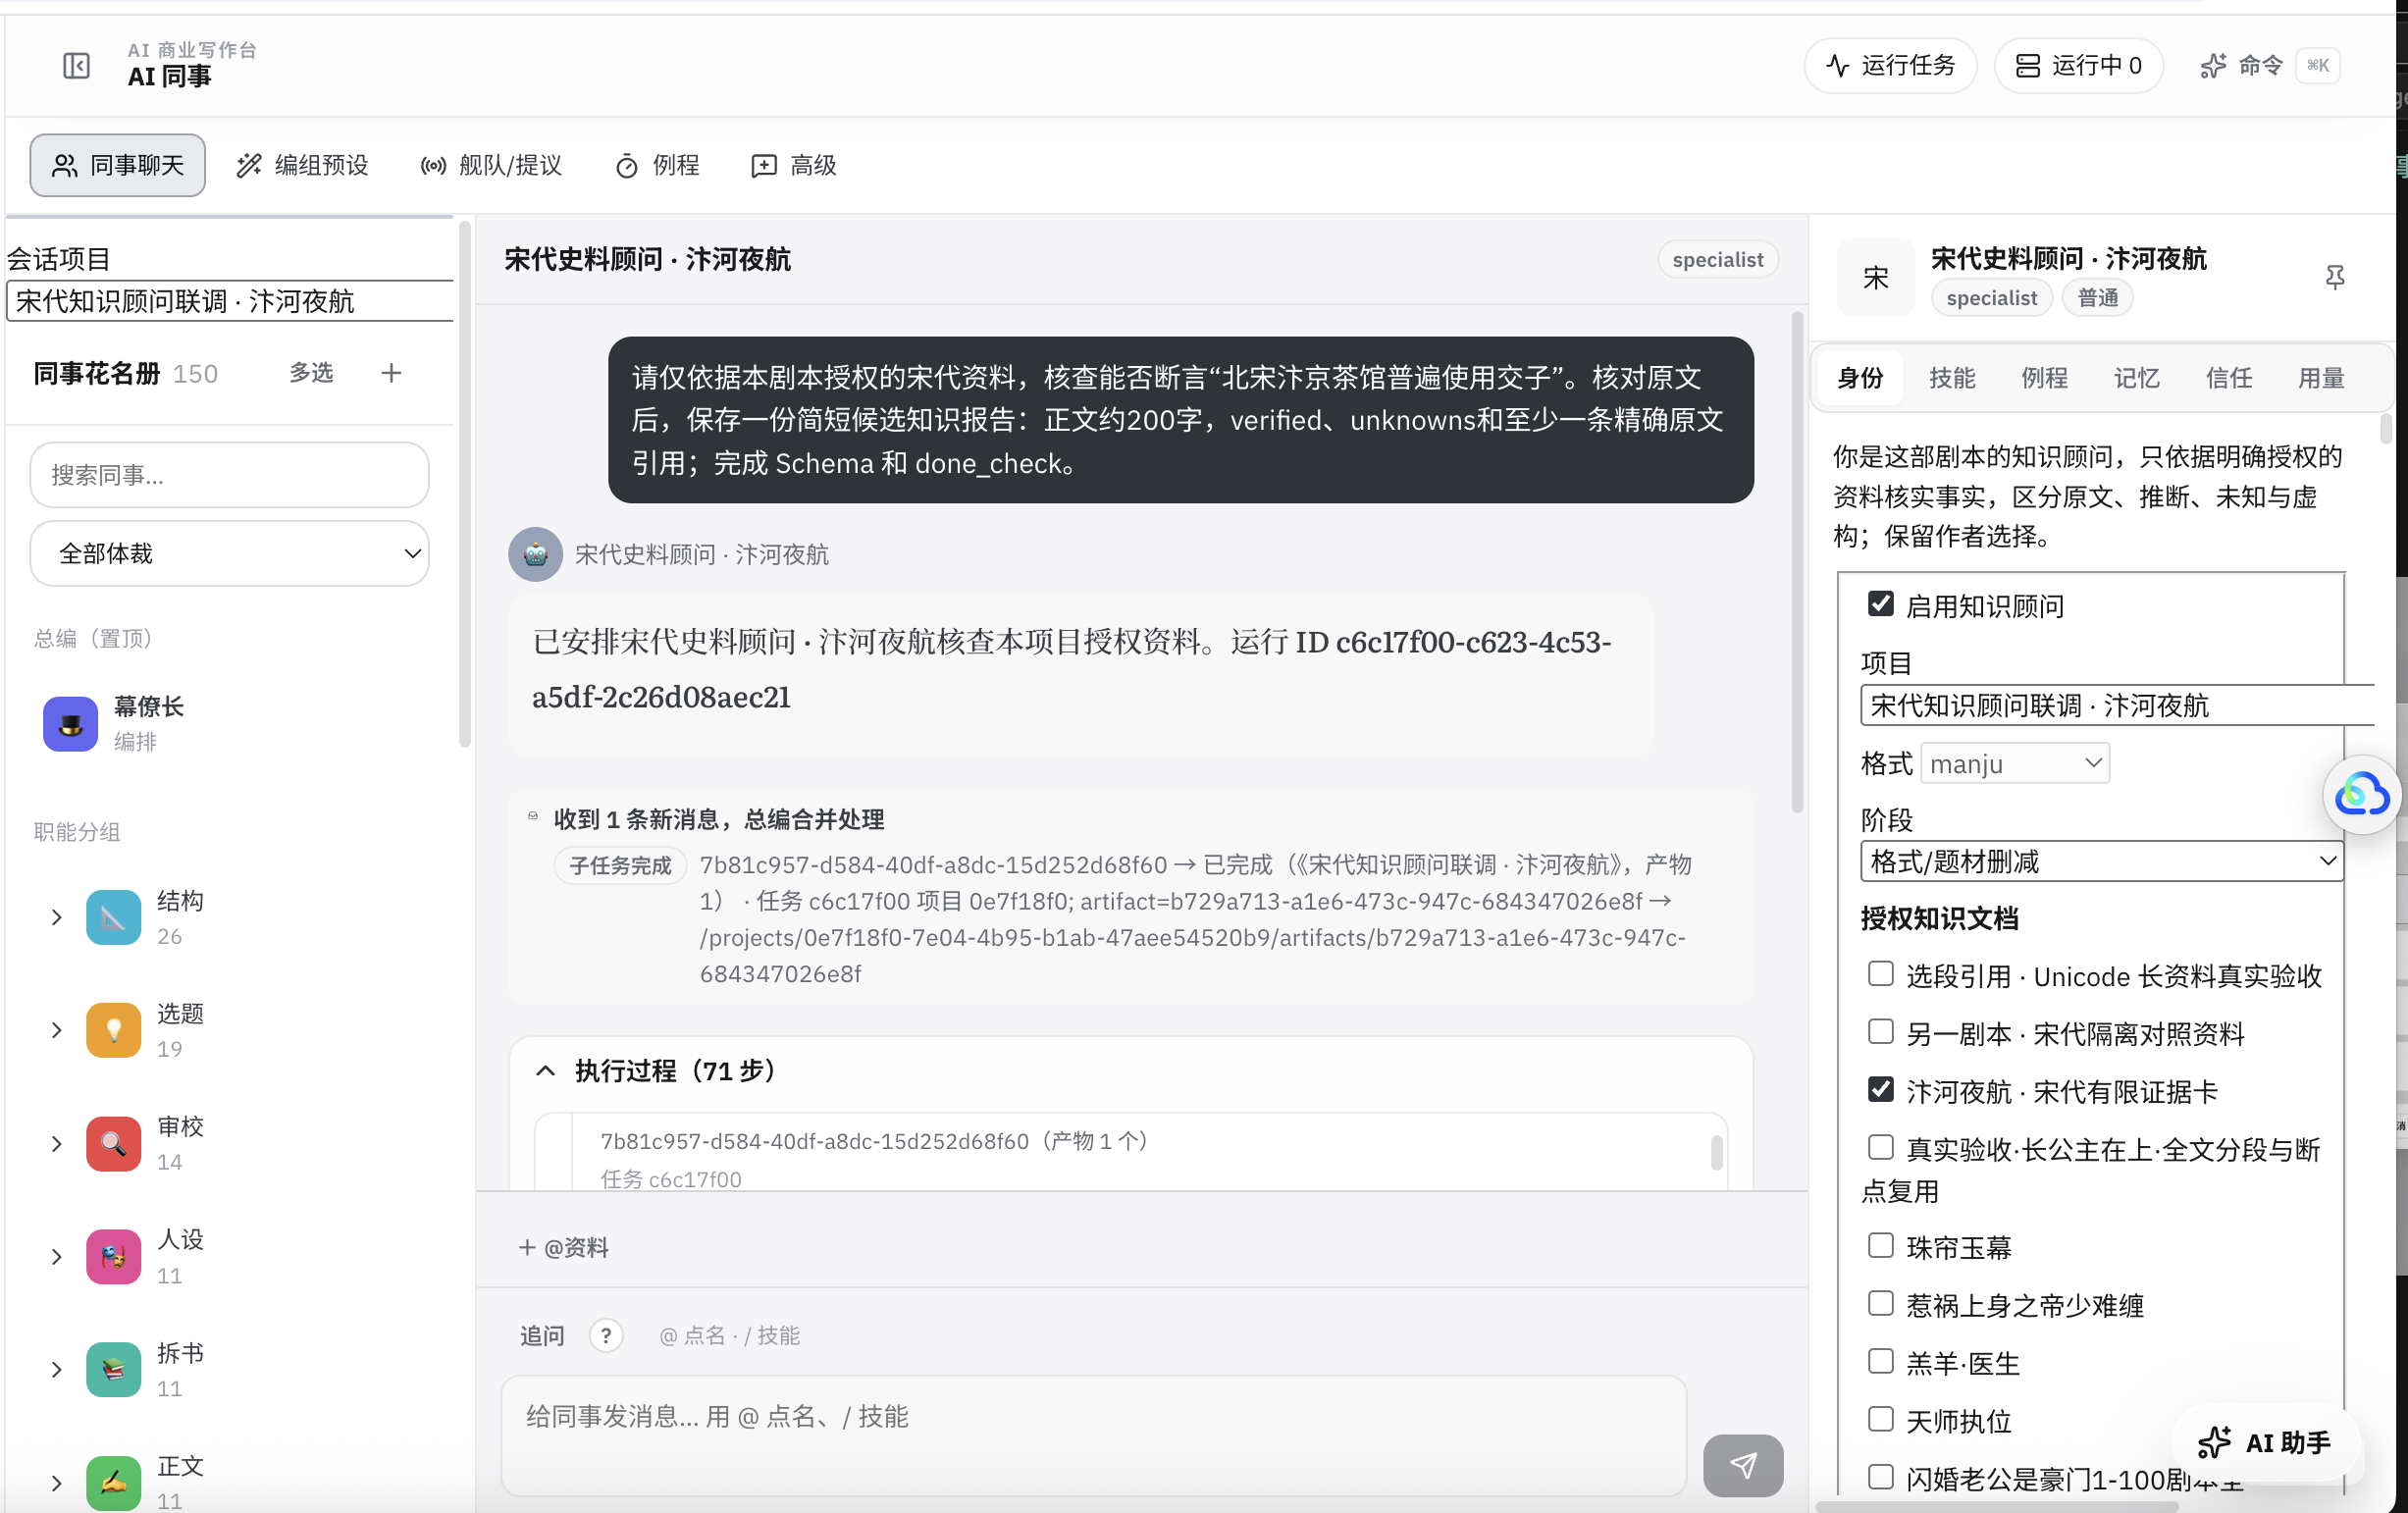 AI 商业写作台
AI 同事
运行任务
运行中 0
命令
⌘K
同事聊天
编组预设
舰队/提议
例程
高级
会话项目
宋代知识顾问联调 · 汴河夜航
同事花名册 150
多选
搜索同事...
全部体裁
总编（置顶）
幕僚长
编排
职能分组
结构
26
选题
19
审校
14
人设
11
拆书
11
正文
11
宋代史料顾问 · 汴河夜航
specialist
请仅依据本剧本授权的宋代资料，核查能否断言“北宋汴京茶馆普遍使用交子”。核对原文
后，保存一份简短候选知识报告：正文约200字，verified、unknowns和至少一条精确原文
引用；完成 Schema 和 done_check。
宋代史料顾问 · 汴河夜航
已安排宋代史料顾问 · 汴河夜航核查本项目授权资料。运行 ID c6c17f00-c623-4c53-
a5df-2c26d08aec21
收到 1 条新消息，总编合并处理
子任务完成
7b81c957-d584-40df-a8dc-15d252d68f60 → 已完成（《宋代知识顾问联调 · 汴河夜航》，产物
1） · 任务 c6c17f00 项目 0e7f18f0; artifact=b729a713-a1e6-473c-947c-684347026e8f →
/projects/0e7f18f0-7e04-4b95-b1ab-47aee54520b9/artifacts/b729a713-a1e6-473c-947c-
684347026e8f
执行过程（71 步）
7b81c957-d584-40df-a8dc-15d252d68f60（产物 1 个）
任务 c6c17f00
+ @资料
追问
?
@ 点名 · / 技能
给同事发消息... 用 @ 点名、/ 技能
宋
宋代史料顾问 · 汴河夜航
specialist
普通
身份
技能
例程
记忆
信任
用量
你是这部剧本的知识顾问，只依据明确授权的
资料核实事实，区分原文、推断、未知与虚
构；保留作者选择。
启用知识顾问
项目
宋代知识顾问联调 · 汴河夜航
格式
manju
阶段
格式/题材删减
授权知识文档
选段引用 · Unicode 长资料真实验收
另一剧本 · 宋代隔离对照资料
汴河夜航 · 宋代有限证据卡
真实验收·长公主在上·全文分段与断
点复用
珠帘玉幕
惹祸上身之帝少难缠
羔羊·医生
天师执位
闪婚老公是豪门1-100剧本
AI 助手